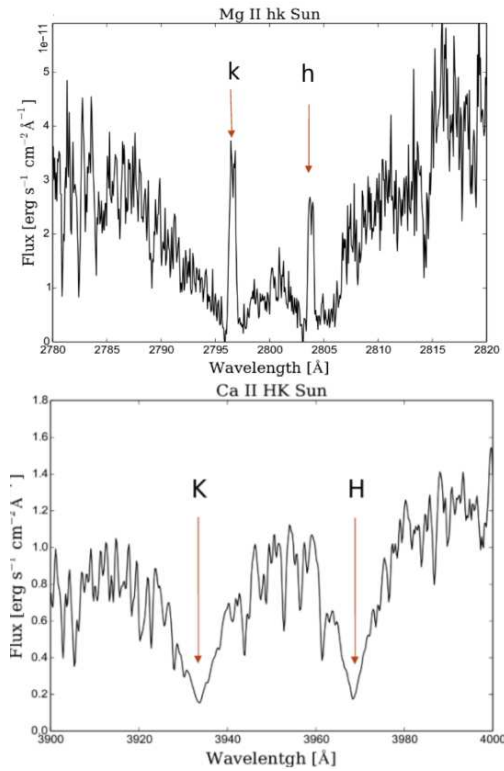 Mg II hk Sun
1e-11
k
h
5
4
3
2
1
0
Flux [erg s⁻¹ cm⁻² Å⁻¹]
2780 2785 2790 2795 2800 2805 2810 2815 2820
Wavelength [Å]
Ca II HK Sun
K
H
1.8
1.6
1.4
1.2
1.0
0.8
0.6
0.4
0.2
0.0
Flux [erg s⁻¹ cm⁻² Å
3900 3920 3940 3960 3980 4000
Wavelentgh [Å]